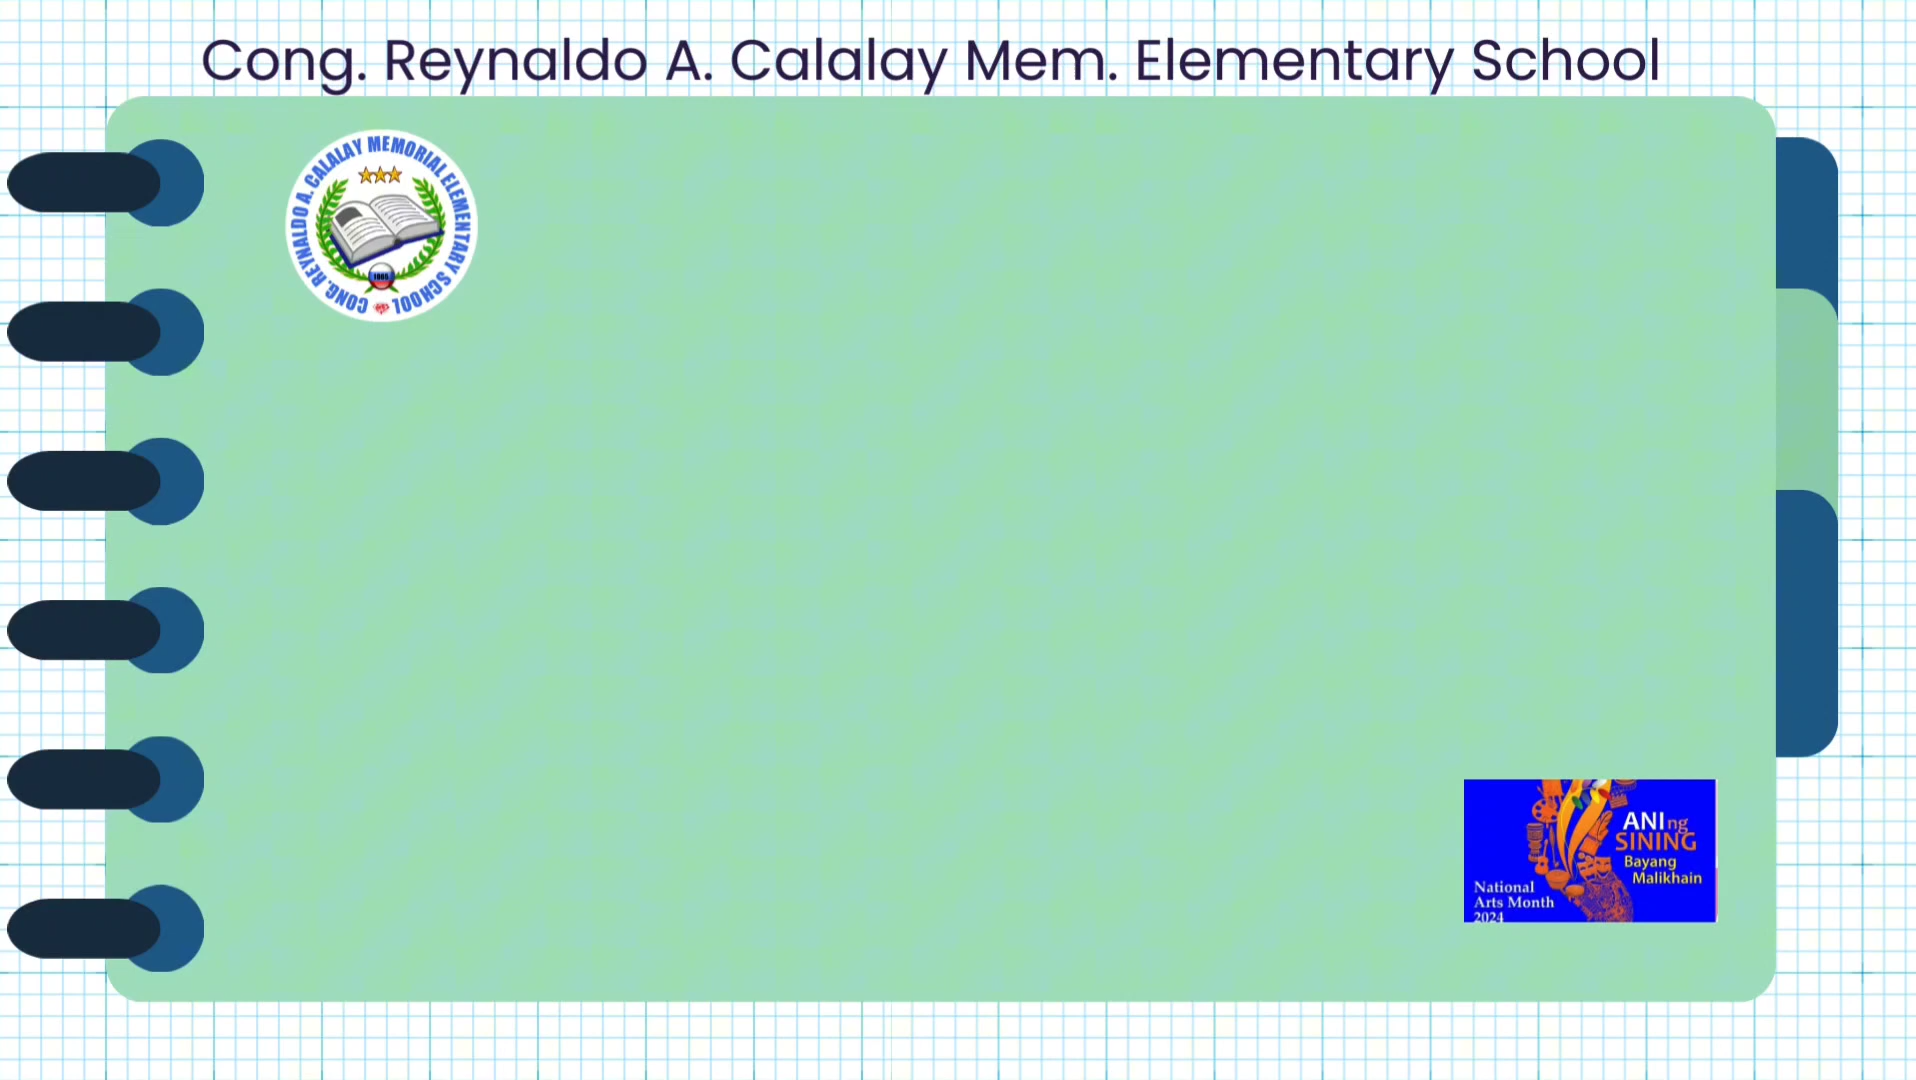 Cong. Reynaldo A. Calalay Mem. Elementary School
CONG. REYNALDO A. CALALAY MEMORIAL ELEMENTARY SCHOOL
1985
ANI ng
SINING
Bayang
Malikhain
National
Arts Month
2024